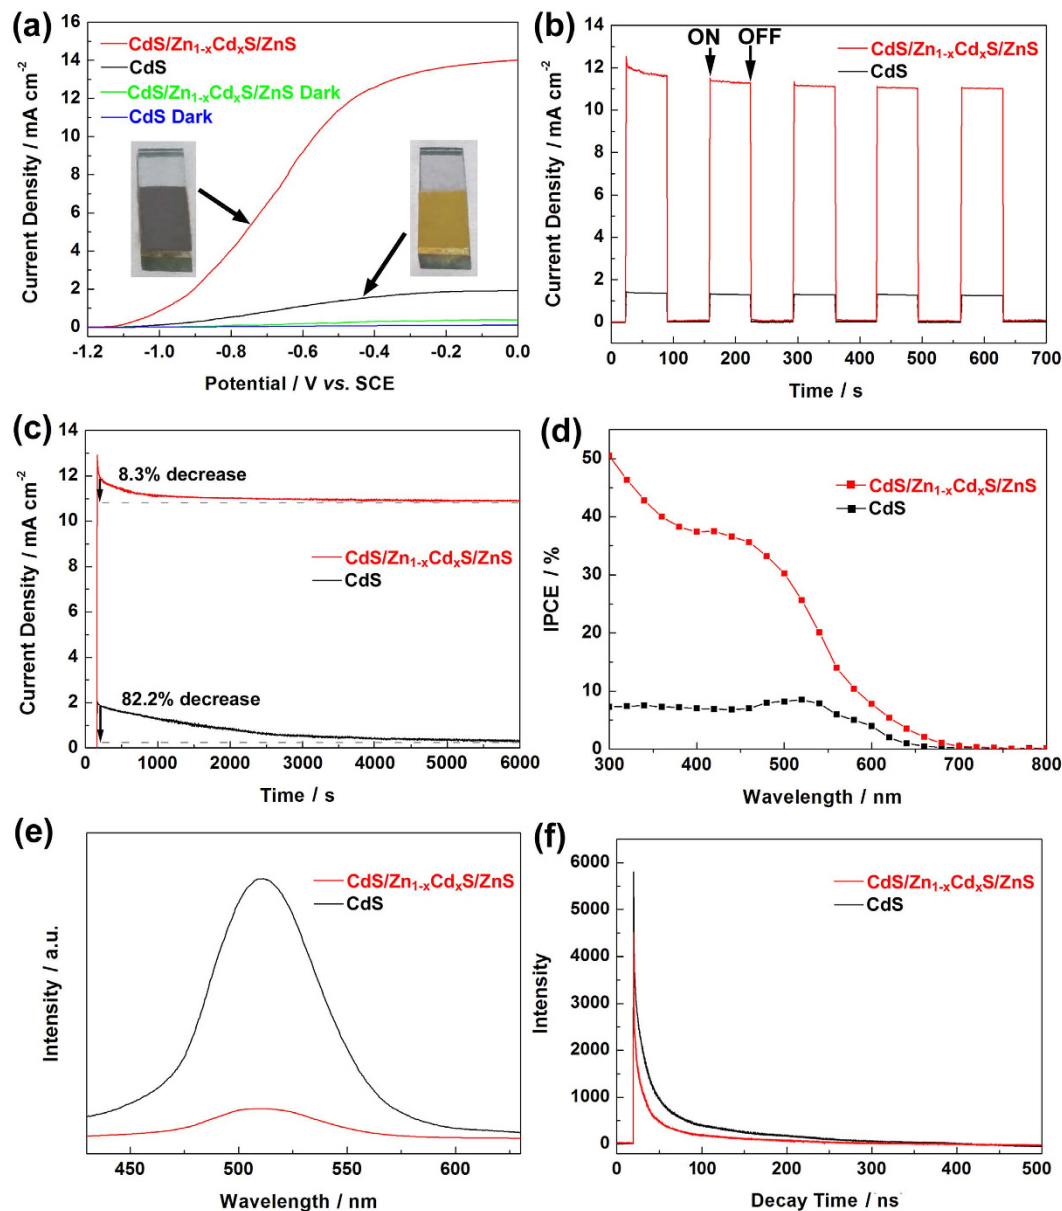 (a)
16
14
12
10
8
6
4
2
0
Current Density / mA cm⁻²
CdS/Zn₁₋ₓCdₓS/ZnS
CdS
CdS/Zn₁₋ₓCdₓS/ZnS Dark
CdS Dark
-1.2 -1.0 -0.8 -0.6 -0.4 -0.2 0.0
Potential / V vs. SCE
(b)
14
12
10
8
6
4
2
0
Current Density / mA cm⁻²
ON OFF
CdS/Zn₁₋ₓCdₓS/ZnS
CdS
0 100 200 300 400 500 600 700
Time / s
(c)
14
12
10
8
6
4
2
0
Current Density / mA cm⁻²
8.3% decrease
CdS/Zn₁₋ₓCdₓS/ZnS
CdS
82.2% decrease
0 1000 2000 3000 4000 5000 6000
Time / s
(d)
50
40
30
20
10
0
IPCE / %
CdS/Zn₁₋ₓCdₓS/ZnS
CdS
300 400 500 600 700 800
Wavelength / nm
(e)
Intensity / a.u.
CdS/Zn₁₋ₓCdₓS/ZnS
CdS
450 500 550 600
Wavelength / nm
(f)
6000
5000
4000
3000
2000
1000
0
Intensity
CdS/Zn₁₋ₓCdₓS/ZnS
CdS
0 100 200 300 400 500
Decay Time / ns